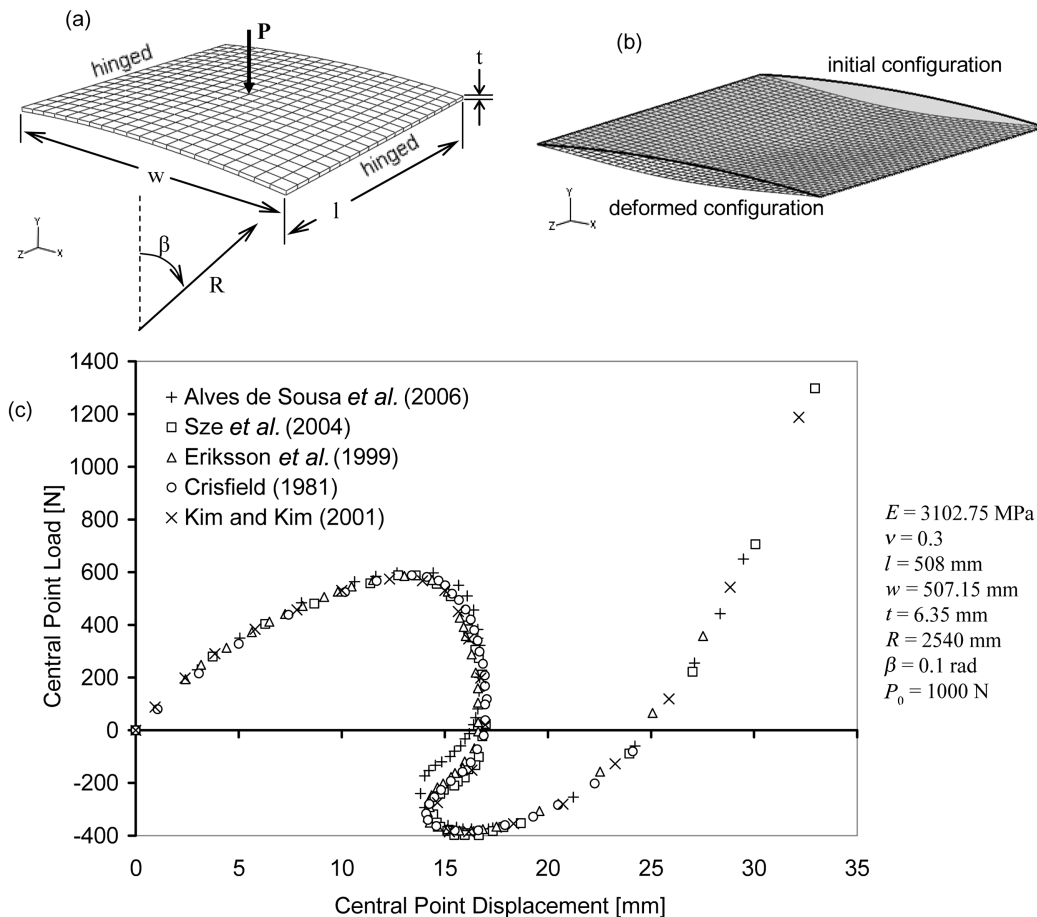 (a)
P
hinged
t
hinged
w
l
β
R
Y
Z
X
(b)
initial configuration
deformed configuration
Y
Z
X
(c)
Central Point Load [N]
1400
1200
1000
800
600
400
200
0
-200
-400
+ Alves de Sousa et al. (2006)
□ Sze et al. (2004)
△ Eriksson et al. (1999)
○ Crisfield (1981)
× Kim and Kim (2001)
0 5 10 15 20 25 30 35
Central Point Displacement [mm]
E = 3102.75 MPa
ν = 0.3
l = 508 mm
w = 507.15 mm
t = 6.35 mm
R = 2540 mm
β = 0.1 rad
P₀ = 1000 N